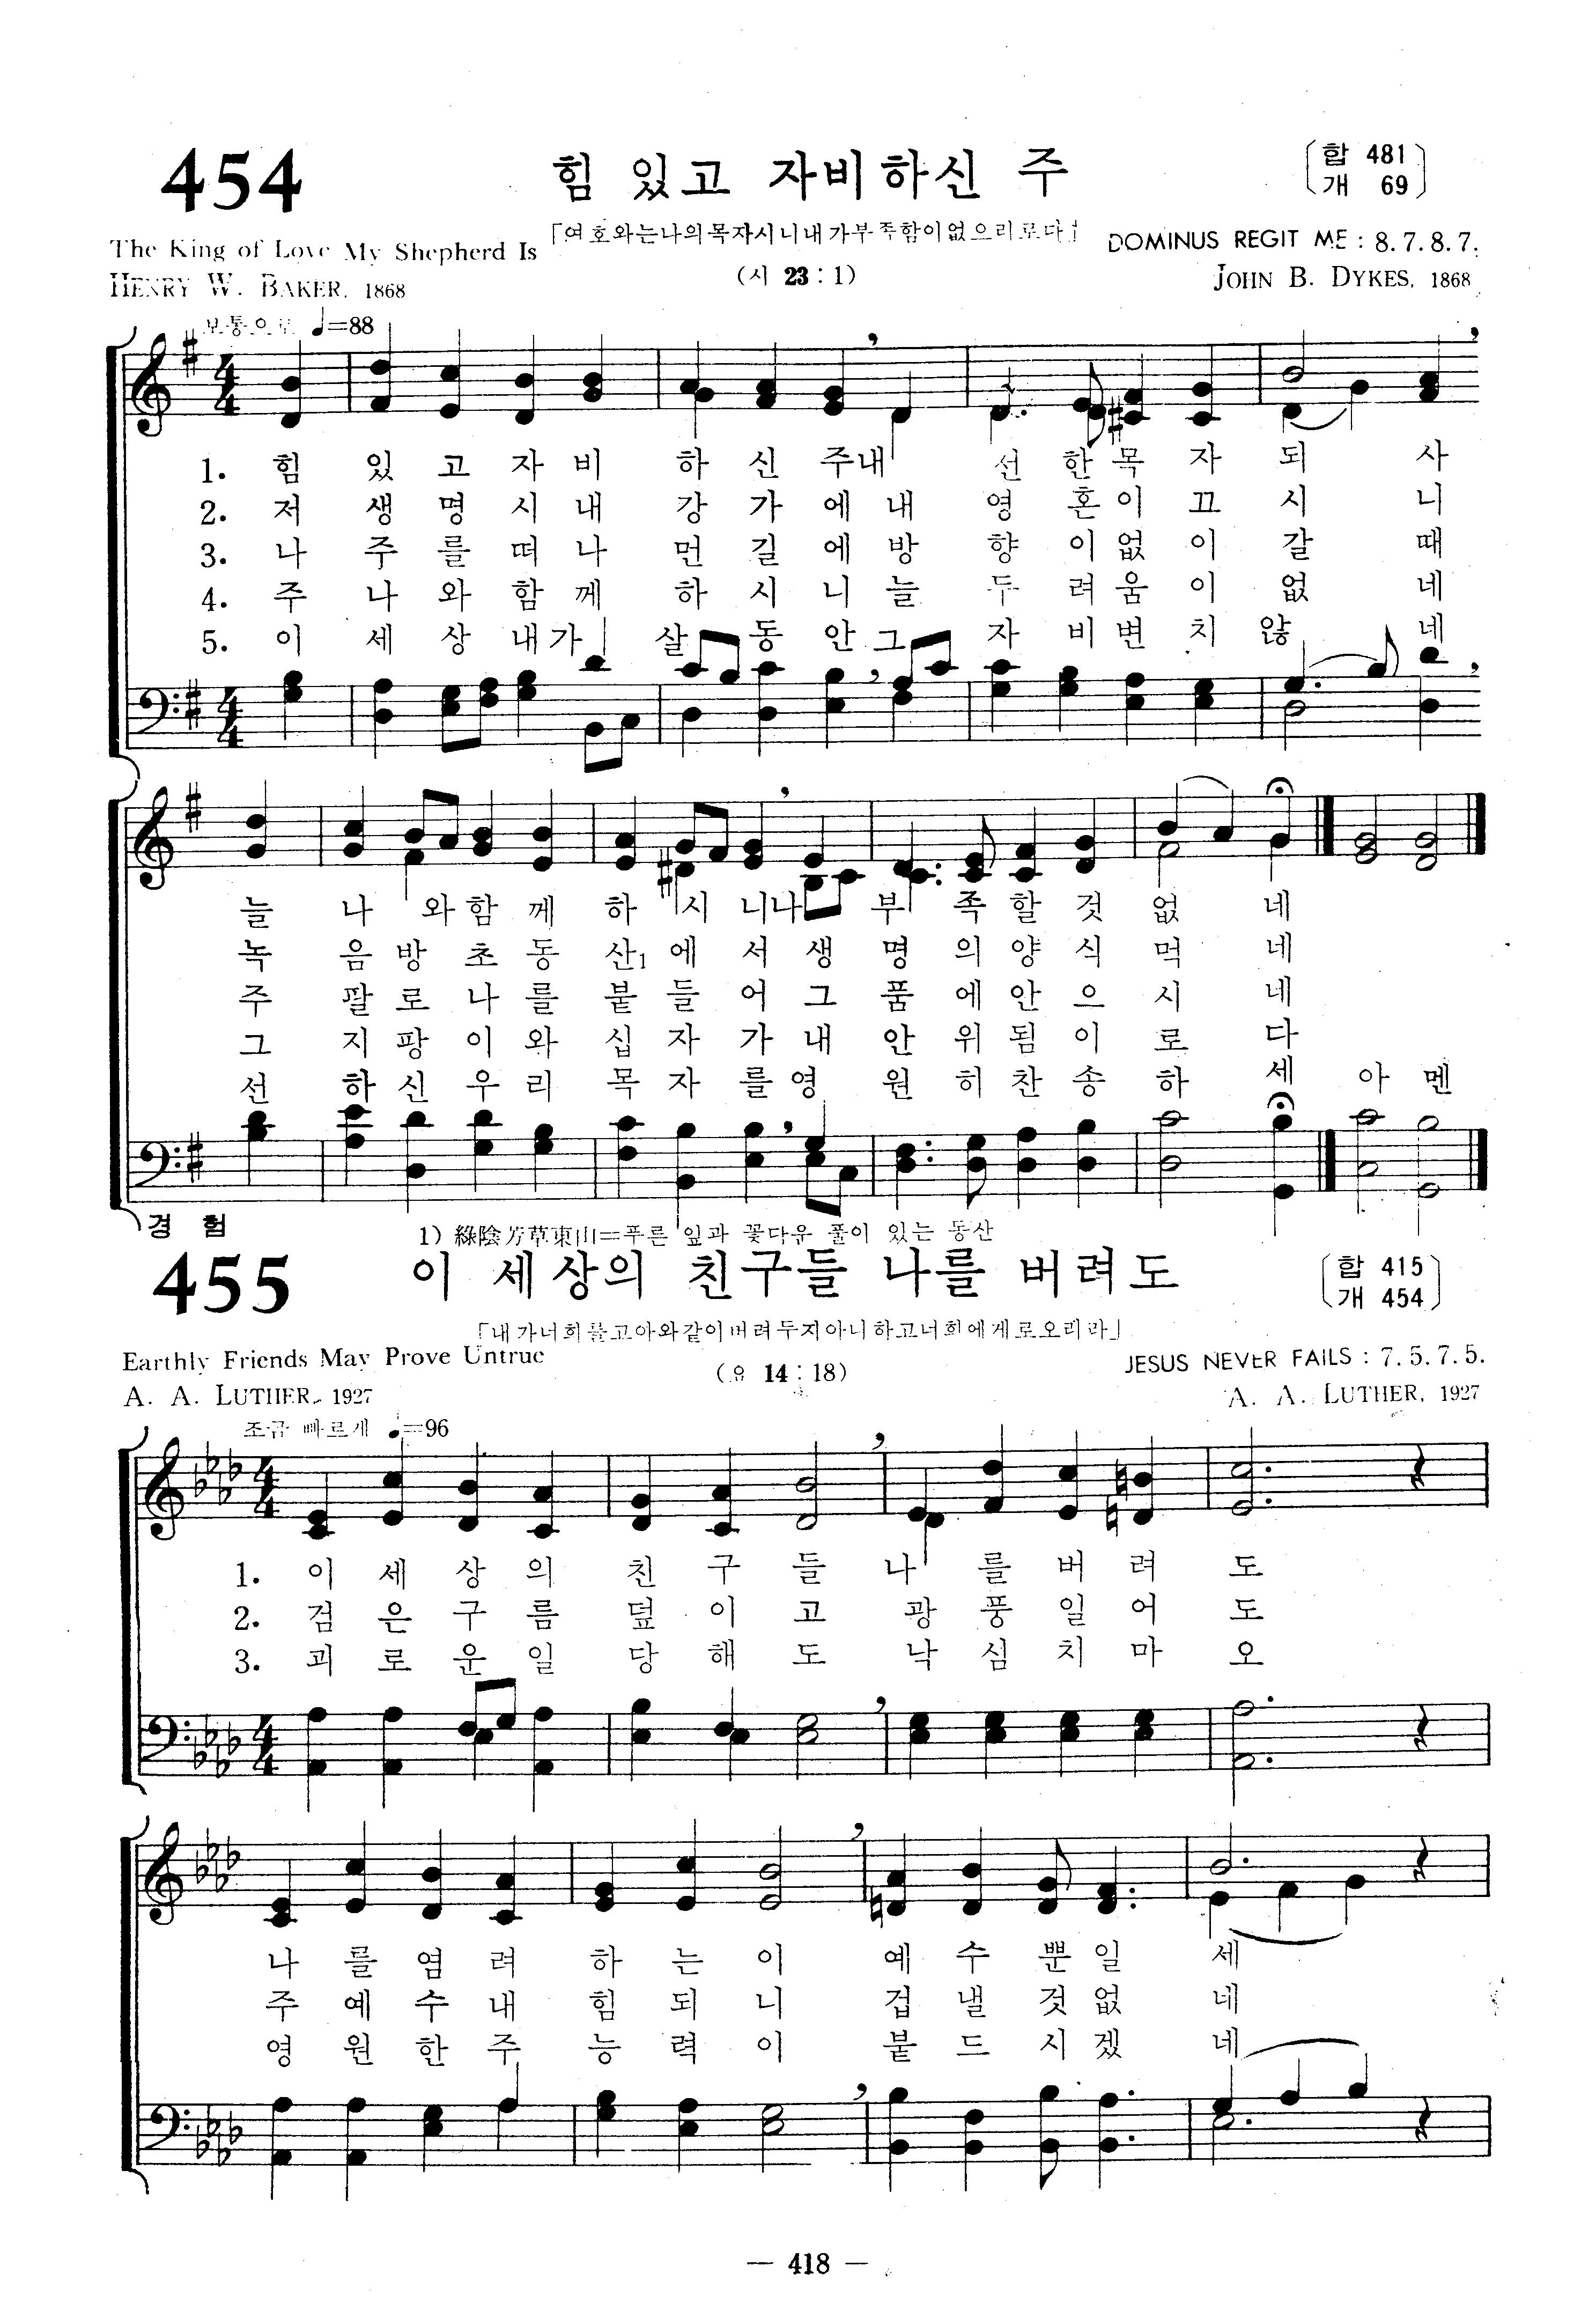 454
힘 있고 자비하신 주
합 481
개 69
「여호와는나의목자시니내가부족함이없으리로다」
The King of Love My Shepherd Is
DOMINUS REGIT ME : 8. 7. 8. 7.
(시 23 : 1)
HENRY W. BAKER, 1868
JOHN B. DYKES, 1868
보통으로 ♩=88
1. 힘 있 고 자 비 하 신 주 내 선 한 목 자 되 사
2. 저 생 명 시 내 강 가 에 내 영 혼 이 끄 시 니
3. 나 주 를 떠 나 먼 길 에 방 향 이 없 이 갈 때
4. 주 나 와 함 께 하 시 니 늘 두 려 움 이 없 네
5. 이 세 상 내 가 살 동 안 그 자 비 변 치 않 네
늘 나 와 함 께 하 시 니 나 부 족 할 것 없 네
녹 음 방 초 동 산1 에 서 생 명 의 양 식 먹 네
주 팔 로 나 를 붙 들 어 그 품 에 안 으 시 네
그 지 팡 이 와 십 자 가 내 안 위 됨 이 로 다
선 하 신 우 리 목 자 를 영 원 히 찬 송 하 세 아 멘
경 험
1) 綠陰芳草東山=푸른 잎과 꽃다운 풀이 있는 동산
455
이 세상의 친구들 나를 버려도
합 415
개 454
「내가너희를고아와같이버려두지아니하고너희에게로오리라」
Earthly Friends May Prove Untrue
JESUS NEVER FAILS : 7. 5. 7. 5.
(요 14 : 18)
A. A. LUTHER, 1927
A. A. LUTHER, 1927
조금 빠르게 ♩=96
1. 이 세 상 의 친 구 들 나 를 버 려 도
2. 검 은 구 름 덮 이 고 광 풍 일 어 도
3. 괴 로 운 일 당 해 도 낙 심 치 마 오
나 를 염 려 하 는 이 예 수 뿐 일 세
주 예 수 내 힘 되 니 겁 낼 것 없 네
영 원 한 주 능 력 이 붙 드 시 겠 네
— 418 —